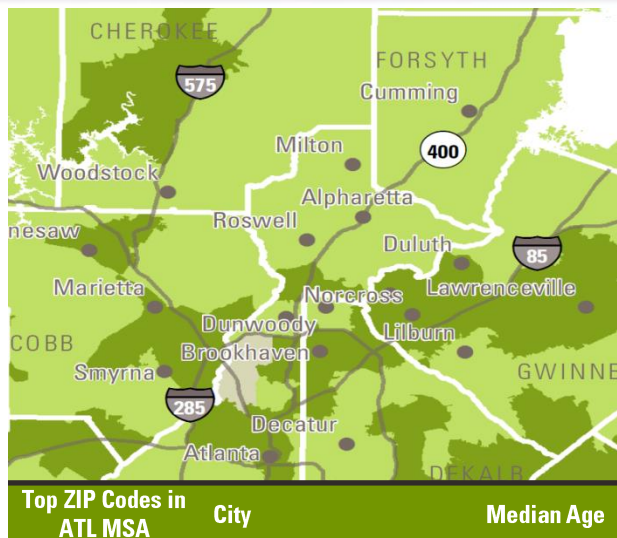 CHEROKEE
FORSYTH
575
Cumming
Milton
400
Woodstock
Alpharetta
Roswell
nesaw
Duluth
85
Marietta
Norcross
Lawrenceville
Dunwoody
Lilburn
COBB
Brookhaven
Smyrna
GWINNE
285
Decatur
Atlanta
DEKALB
Top ZIP Codes in
ATL MSA
City
Median Age